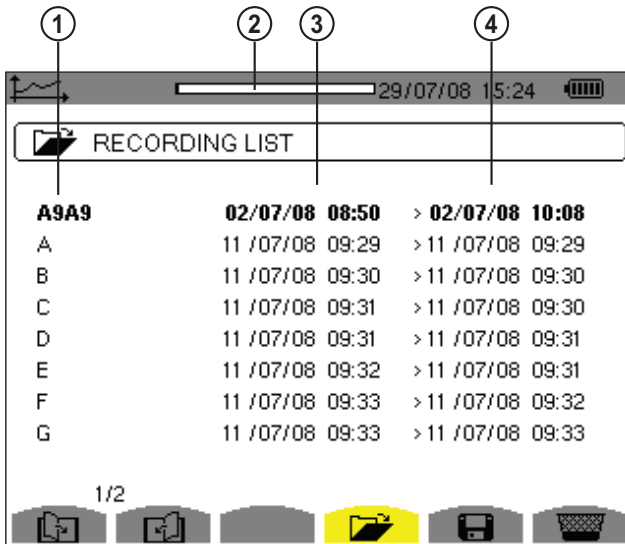 1 2 3 4
29/07/08 15:24
RECORDING LIST
A9A9 02/07/08 08:50 > 02/07/08 10:08
A 11 /07/08 09:29 >11 /07/08 09:29
B 11 /07/08 09:30 >11 /07/08 09:30
C 11 /07/08 09:31 >11 /07/08 09:30
D 11 /07/08 09:31 >11 /07/08 09:31
E 11 /07/08 09:32 >11 /07/08 09:31
F 11 /07/08 09:33 >11 /07/08 09:32
G 11 /07/08 09:33 >11 /07/08 09:33
1/2